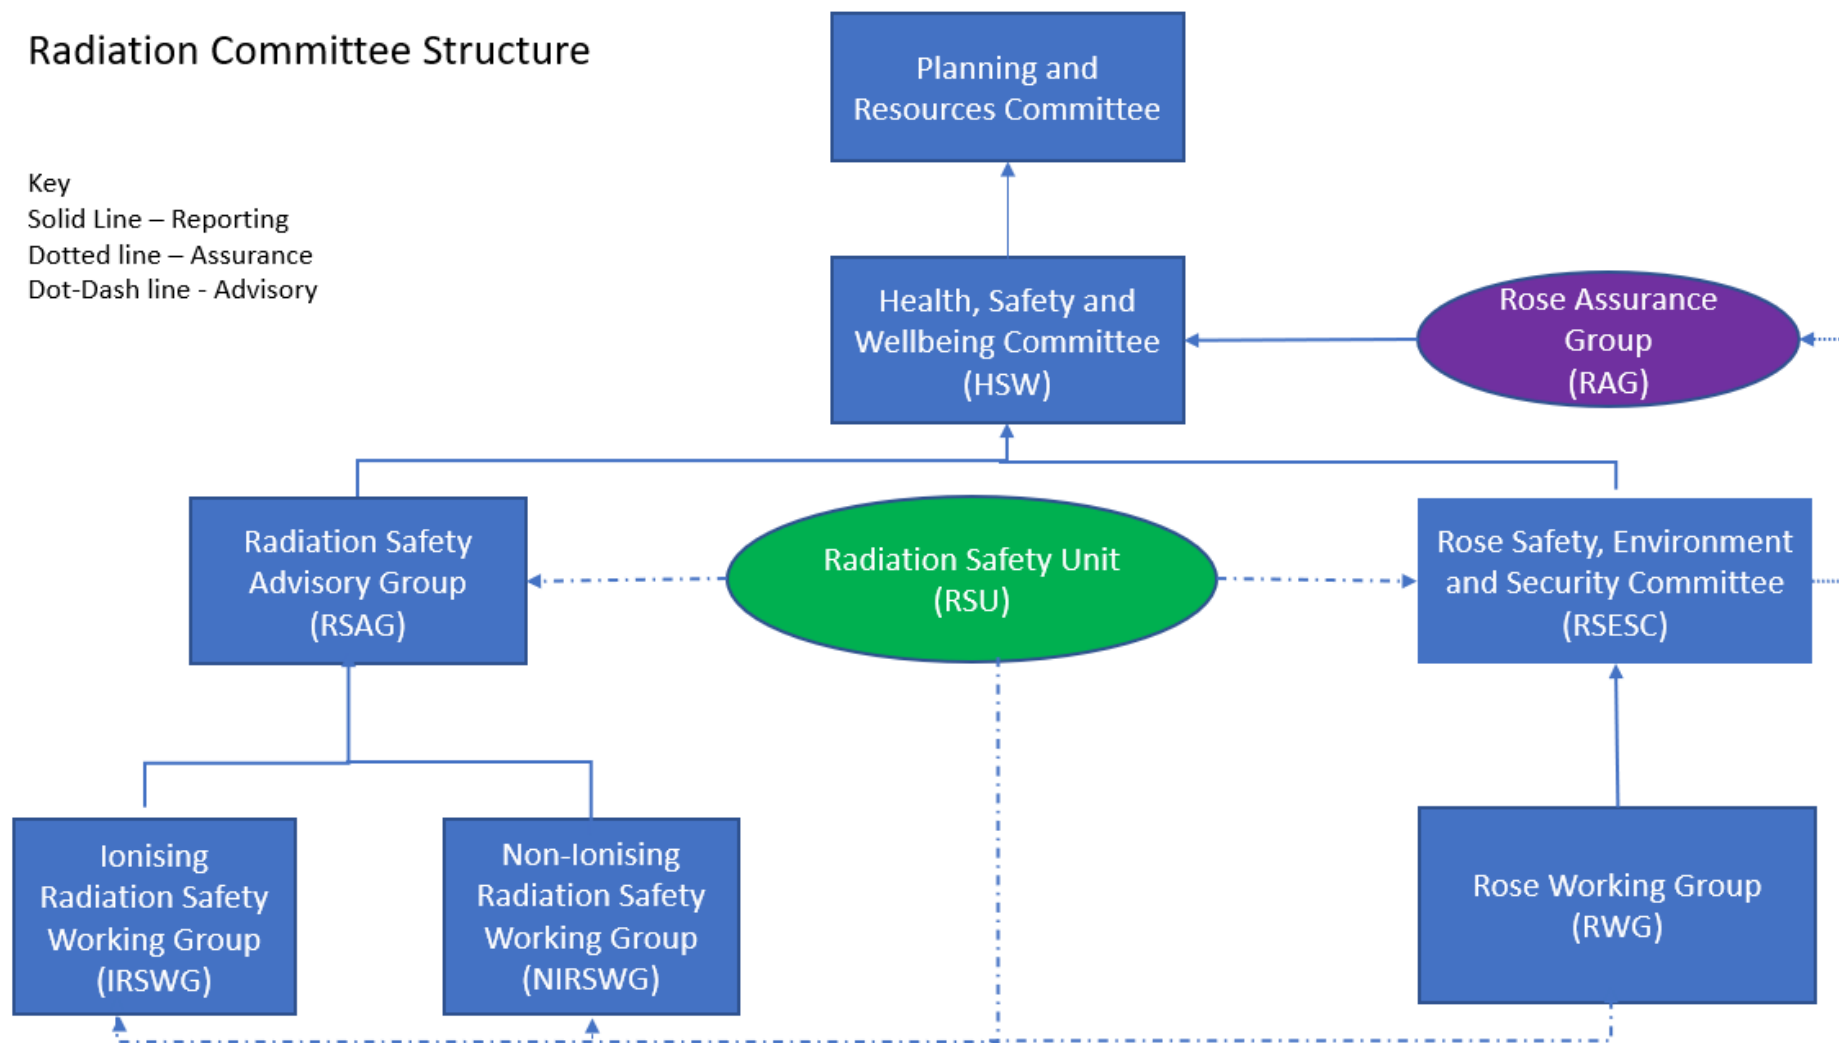 Radiation Committee Structure
Key
Solid Line – Reporting
Dotted line – Assurance
Dot-Dash line - Advisory
Planning and
Resources Committee
Health, Safety and
Wellbeing Committee
(HSW)
Rose Assurance
Group
(RAG)
Radiation Safety
Advisory Group
(RSAG)
Radiation Safety Unit
(RSU)
Rose Safety, Environment
and Security Committee
(RSESC)
Ionising
Radiation Safety
Working Group
(IRSWG)
Non-Ionising
Radiation Safety
Working Group
(NIRSWG)
Rose Working Group
(RWG)